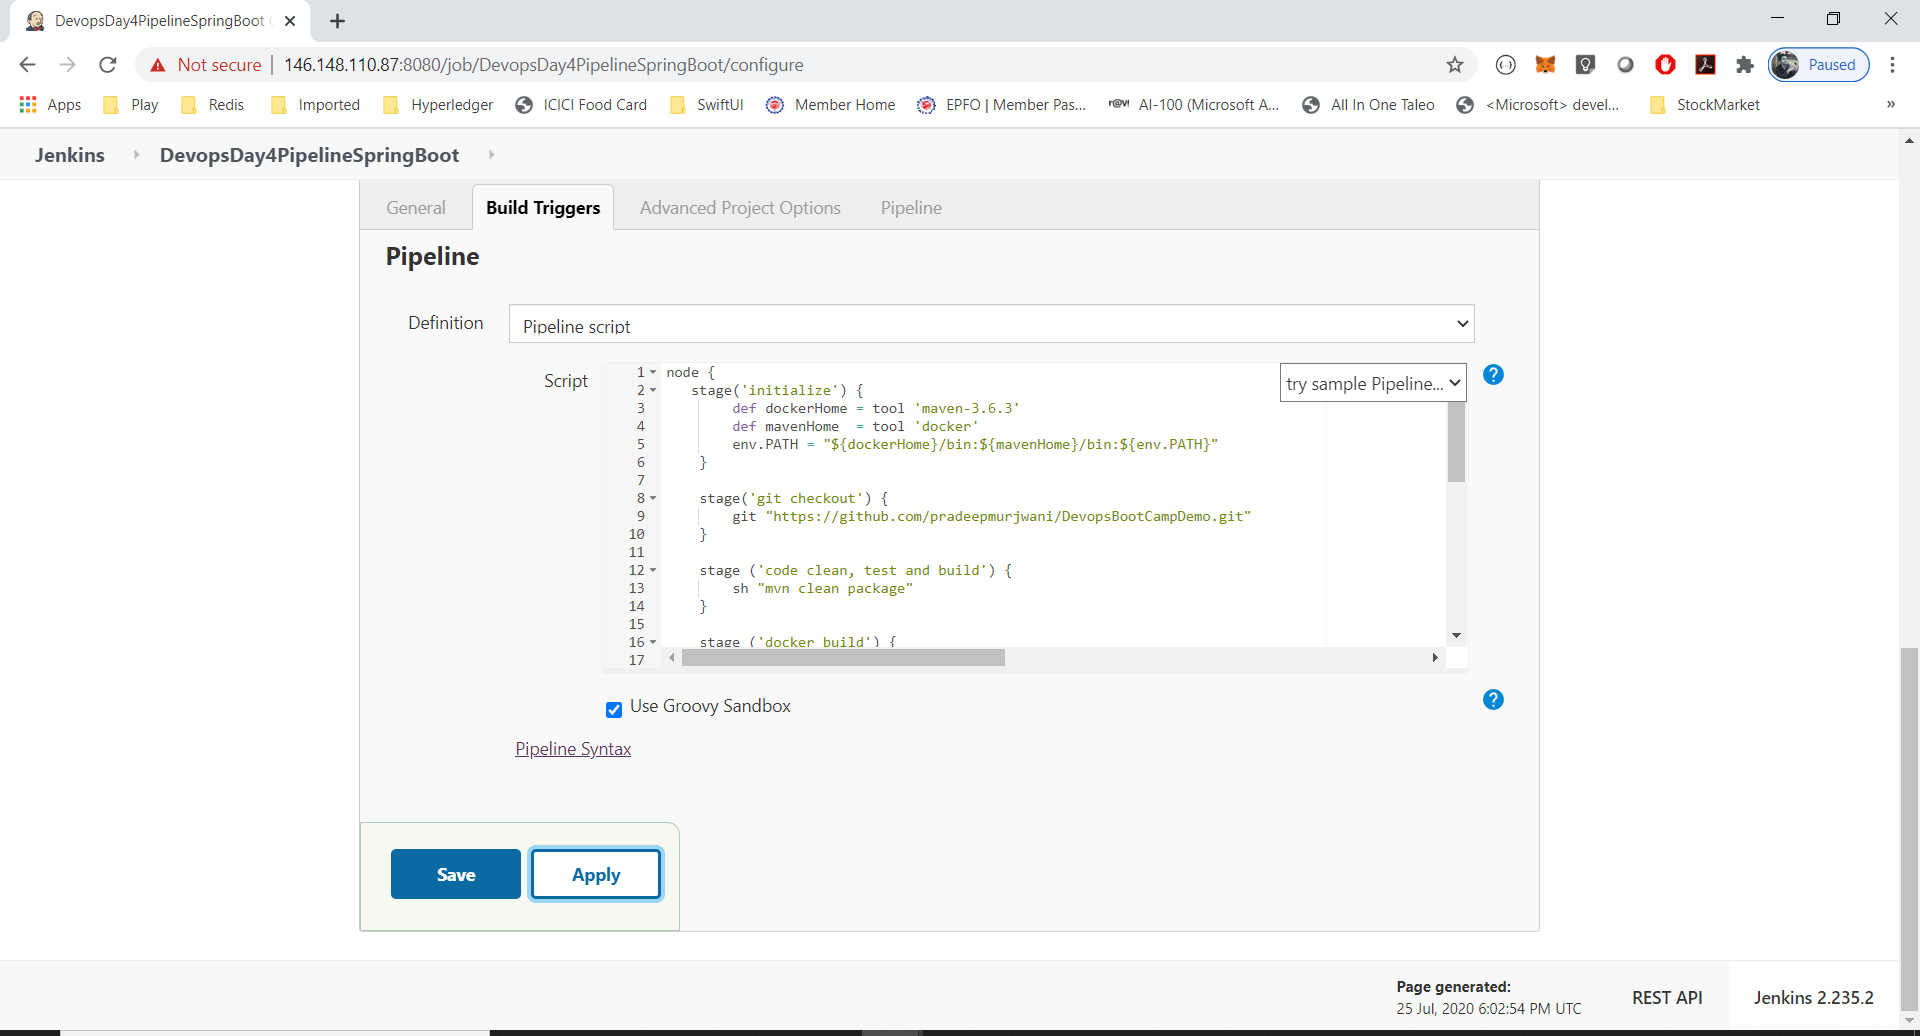 DevopsDay4PipelineSpringBoot
Not secure
146.148.110.87:8080/job/DevopsDay4PipelineSpringBoot/configure
Paused
Apps Play Redis Imported Hyperledger ICICI Food Card SwiftUI Member Home EPFO | Member Pas... r@v! AI-100 (Microsoft A... All In One Taleo <Microsoft> devel... StockMarket »
Jenkins DevopsDay4PipelineSpringBoot
General Build Triggers Advanced Project Options Pipeline
Pipeline
Definition Pipeline script
Script
try sample Pipeline...
1 node {
2 stage('initialize') {
3 def dockerHome = tool 'maven-3.6.3'
4 def mavenHome  = tool 'docker'
5 env.PATH = "${dockerHome}/bin:${mavenHome}/bin:${env.PATH}"
6 }
7
8 stage('git checkout') {
9 git "https://github.com/pradeepmurjwani/DevopsBootCampDemo.git"
10 }
11
12 stage ('code clean, test and build') {
13 sh "mvn clean package"
14 }
15
16 stage ('docker build') {
17
Use Groovy Sandbox
Pipeline Syntax
Save Apply
Page generated:
25 Jul, 2020 6:02:54 PM UTC
REST API
Jenkins 2.235.2